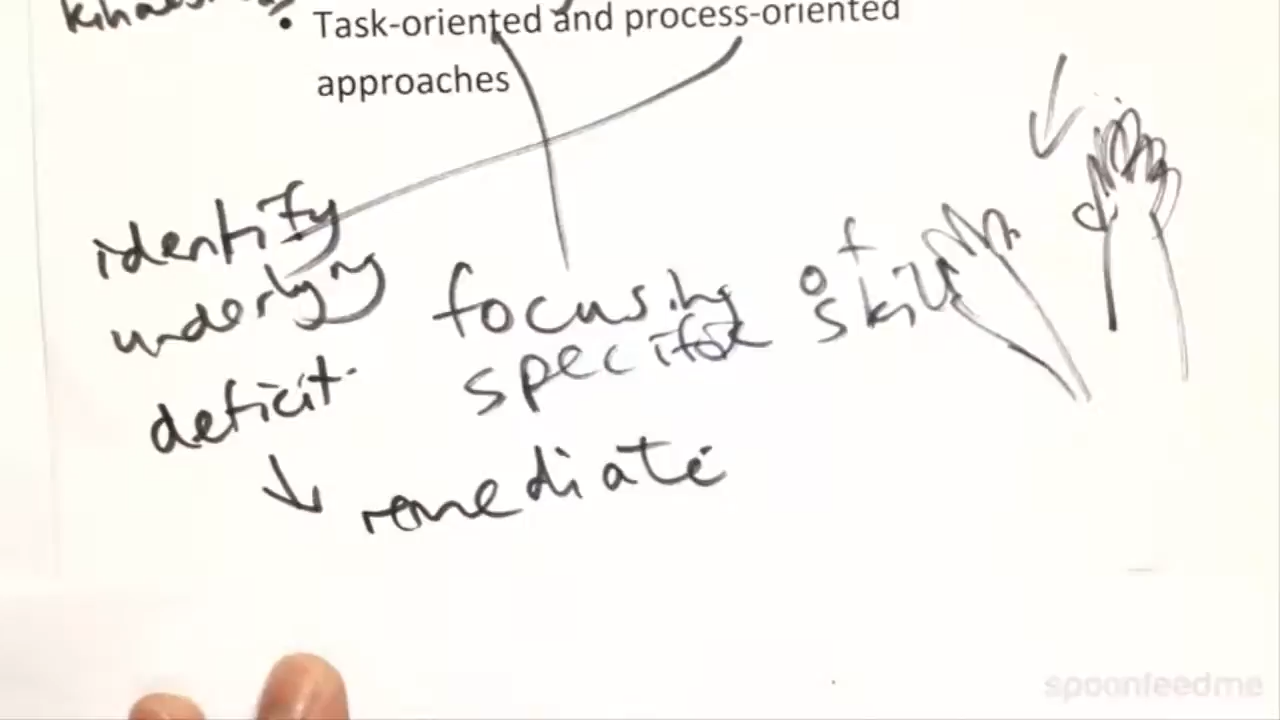 • Task-oriented and process-oriented
approaches
identify
underlying
deficit
↓ remediate
focusing of
specific skill
spoonfeedme